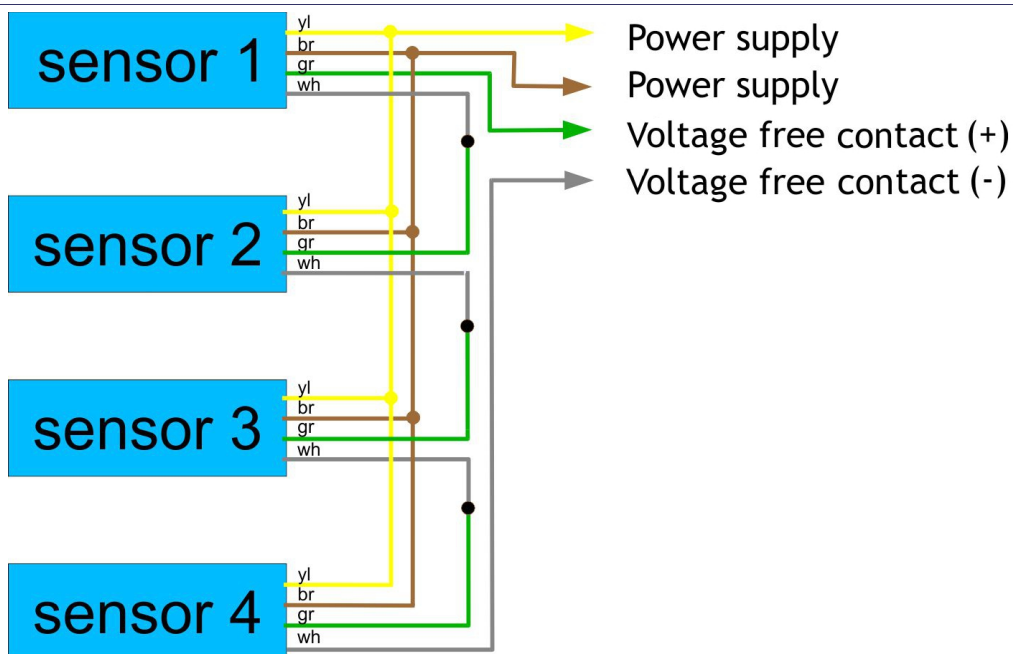 sensor 1
yl
br
gr
wh
Power supply
Power supply
Voltage free contact (+)
Voltage free contact (-)
sensor 2
yl
br
gr
wh
sensor 3
yl
br
gr
wh
sensor 4
yl
br
gr
wh